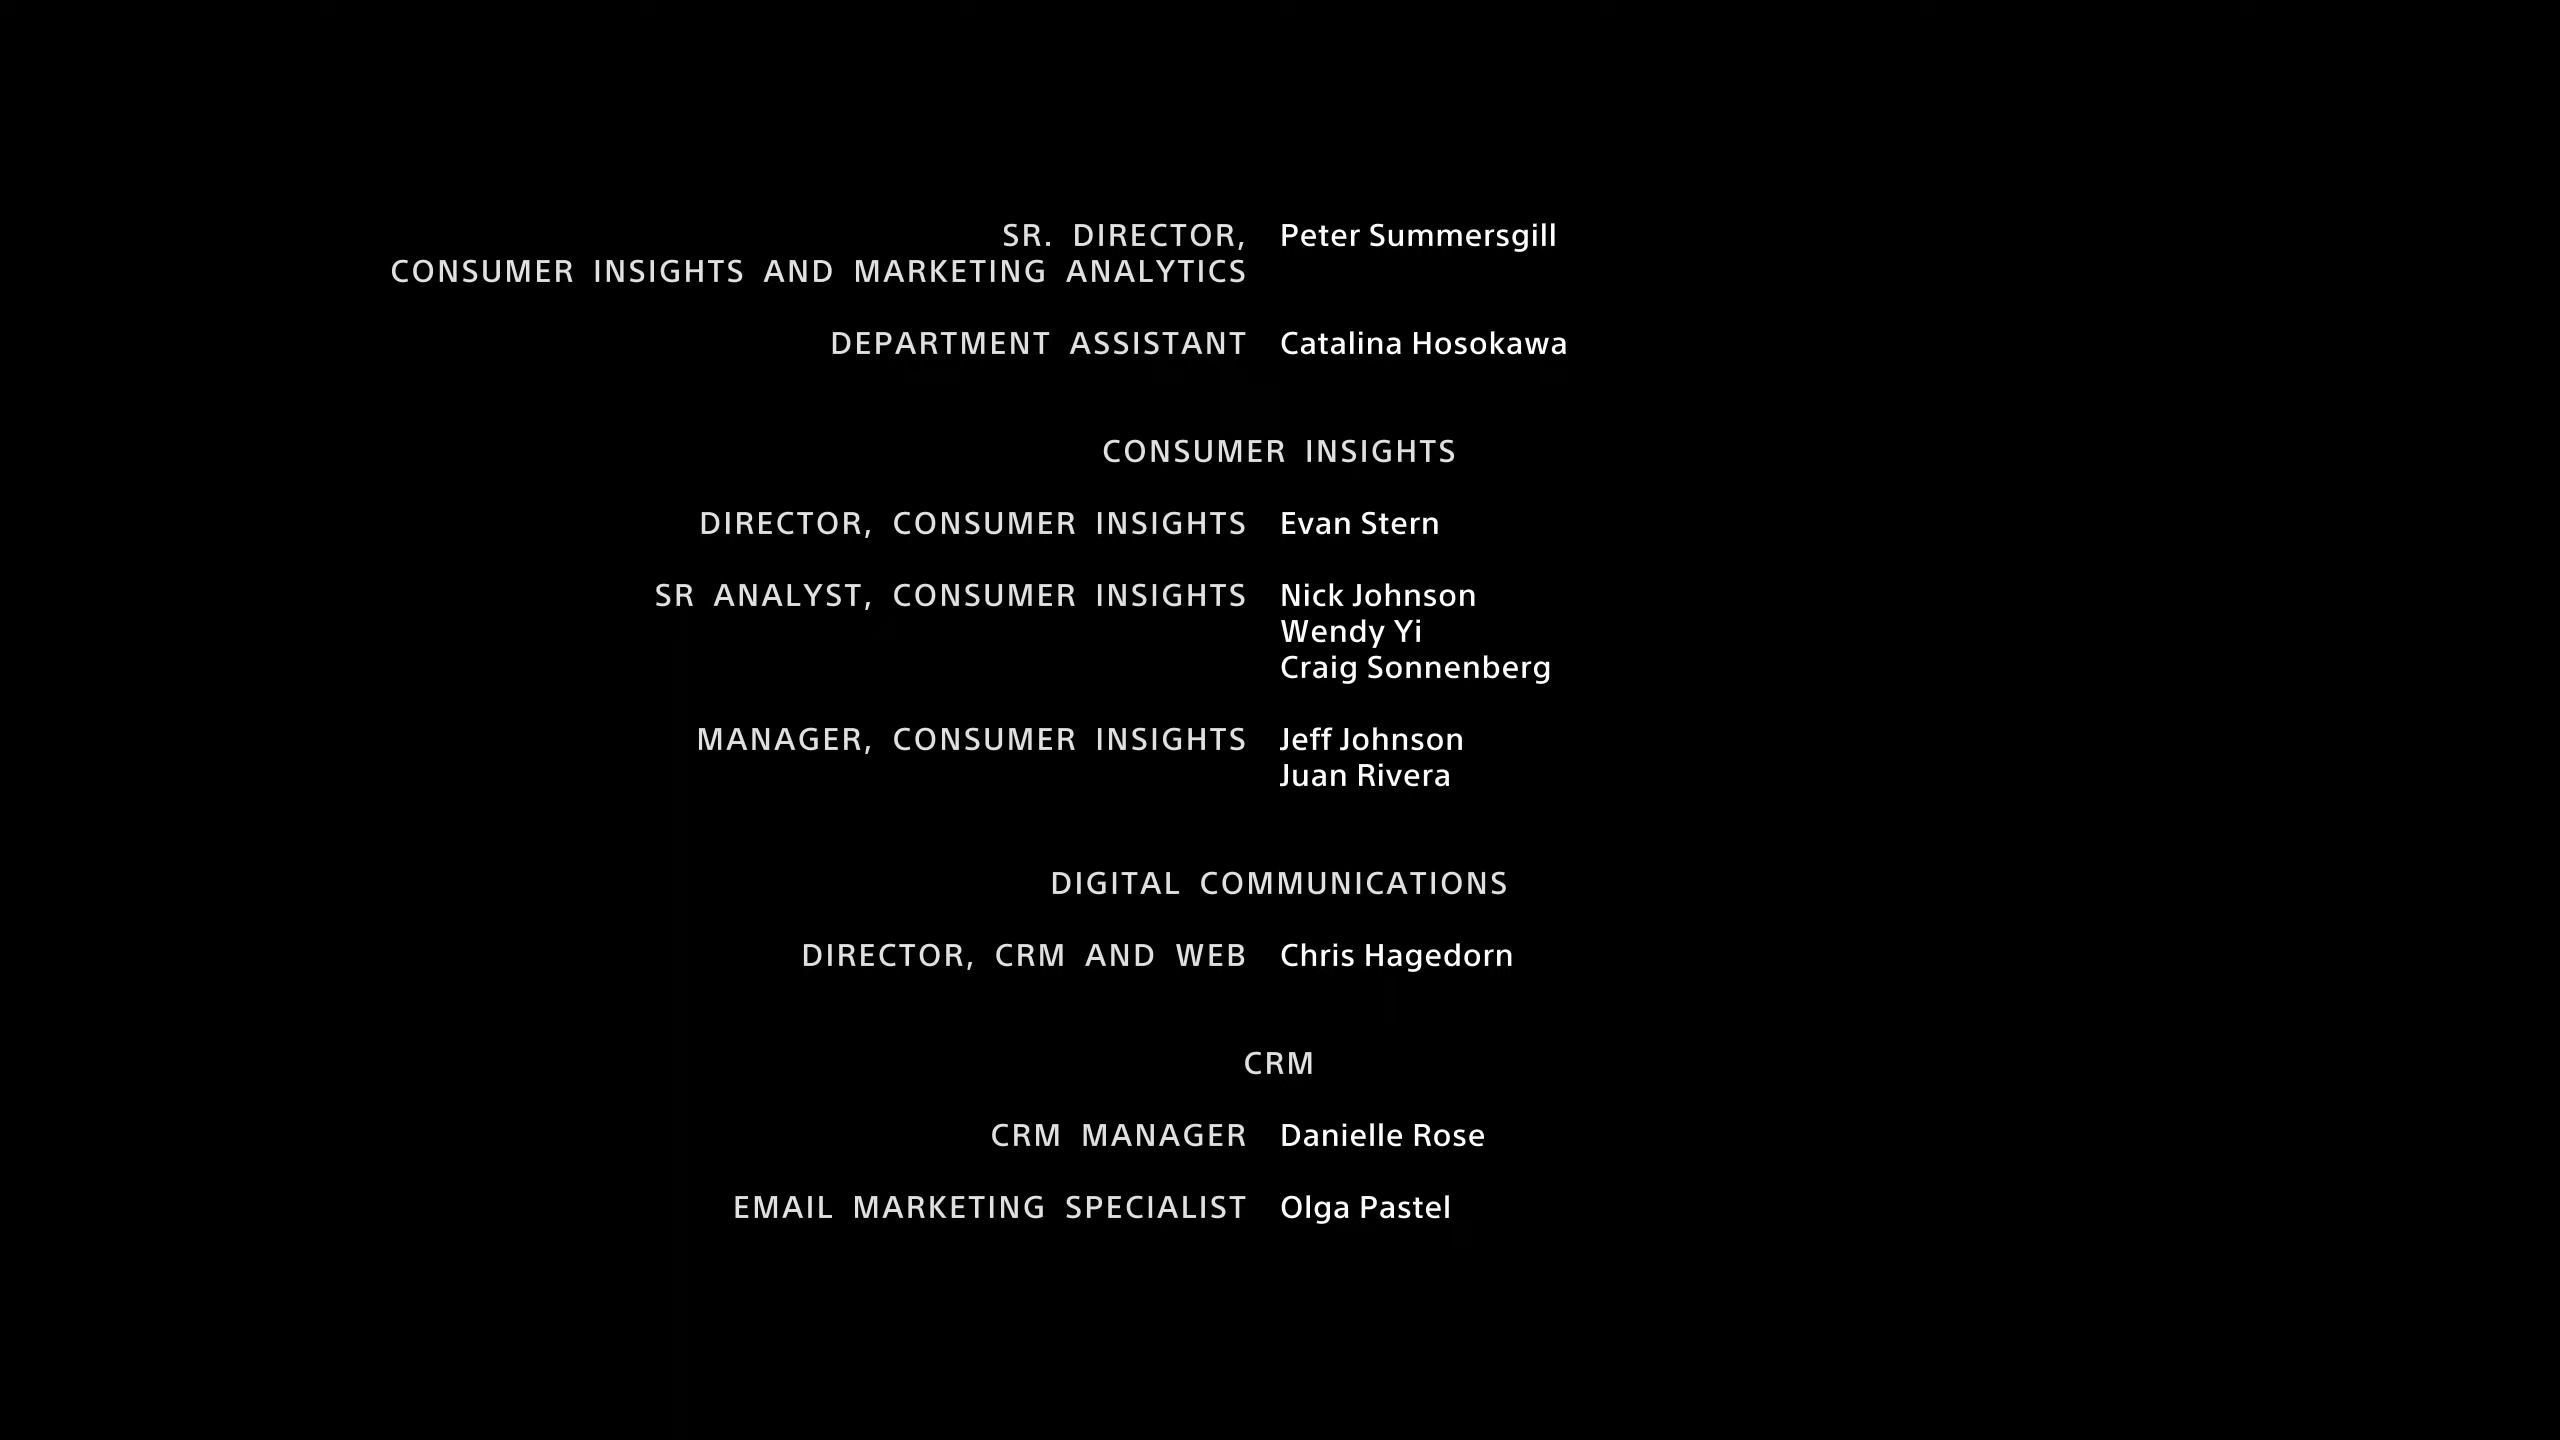 SR. DIRECTOR, Peter Summersgill
CONSUMER INSIGHTS AND MARKETING ANALYTICS
DEPARTMENT ASSISTANT Catalina Hosokawa
CONSUMER INSIGHTS
DIRECTOR, CONSUMER INSIGHTS Evan Stern
SR ANALYST, CONSUMER INSIGHTS Nick Johnson
Wendy Yi
Craig Sonnenberg
MANAGER, CONSUMER INSIGHTS Jeff Johnson
Juan Rivera
DIGITAL COMMUNICATIONS
DIRECTOR, CRM AND WEB Chris Hagedorn
CRM
CRM MANAGER Danielle Rose
EMAIL MARKETING SPECIALIST Olga Pastel